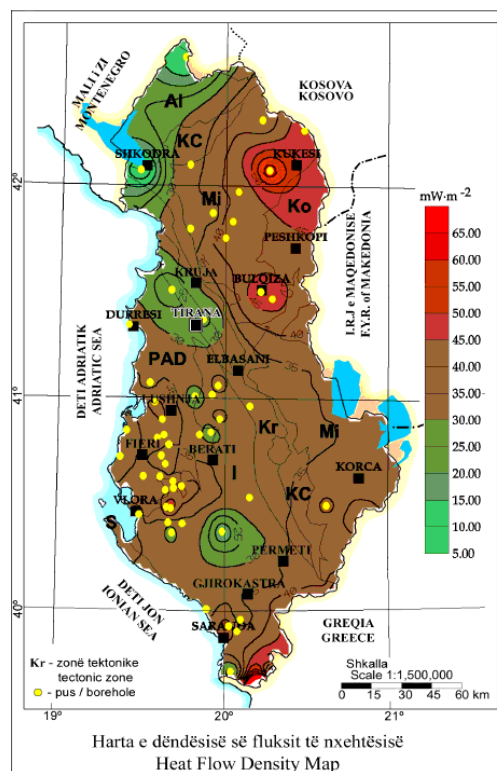 MALI i ZI
MONTENEGRO
KOSOVA
KOSOVO
Al
KC
SHKODRA
KUKESI
42°
42°
Mi
Ko
PESHKOPI
mW·m -2
65.00
60.00
55.00
50.00
45.00
40.00
30.00
25.00
20.00
15.00
10.00
5.00
I.R.J e MAQEDONISE
F.Y.R. of MAKEDONIA
KRUJA
BULQIZA
TIRANA
DURRESI
DETI ADRIATIK
ADRIATIC SEA
PAD
ELBASANI
41°
41°
LUSHNJA
Kr
Mi
FIERI
BERATI
I
KORCA
KC
VLORA
S
PERMETI
GJIROKASTRA
DETI JON
IONIAN SEA
40°
40°
SARANDA
GREQIA
GREECE
Kr - zonë tektonike
tectonic zone
- pus / borehole
Shkalla
Scale 1:1,500,000
0 15 30 45 60 km
19°
20°
21°
Harta e dëndësisë së fluksit të nxehtësisë
Heat Flow Density Map